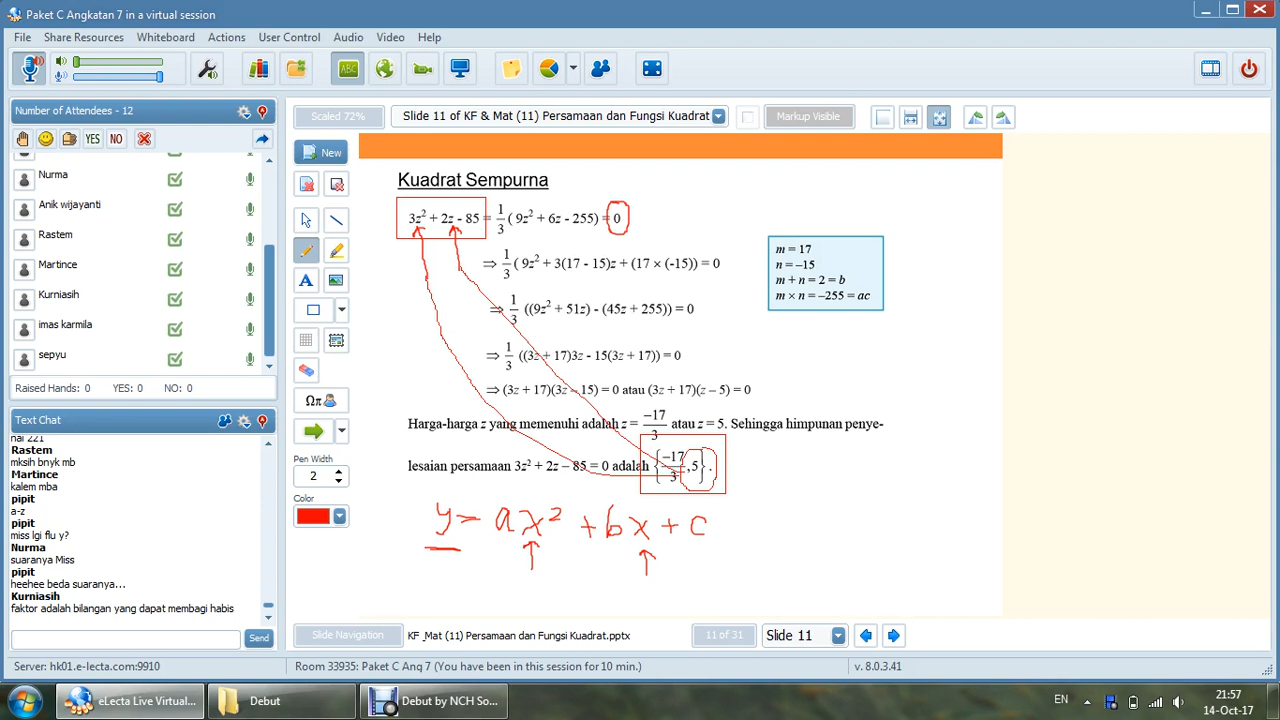 Paket C Angkatan 7 in a virtual session
File Share Resources Whiteboard Actions User Control Audio Video Help
Number of Attendees - 12
YES NO
Nurma
Anik wijayanti
Rastem
Martince
Kurniasih
imas karmila
sepyu
Raised Hands: 0 YES: 0 NO: 0
Text Chat
hai 221
Rastem
mksih bnyk mb
Martince
kalem mba
pipit
a-z
pipit
miss lgi flu y?
Nurma
suaranya Miss
pipit
heehee beda suaranya...
Kurniasih
faktor adalah bilangan yang dapat membagi habis
Send
Scaled 72%
Slide 11 of KF & Mat (11) Persamaan dan Fungsi Kuadrat
Markup Visible
New
ABC
A
Ωπ
Pen Width
2
Color
Kuadrat Sempurna
3z² + 2z - 85 = 1/3 ( 9z² + 6z - 255) = 0
⇒ 1/3 ( 9z² + 3(17 - 15)z + (17 × (-15)) = 0
⇒ 1/3 ((9z² + 51z) - (45z + 255)) = 0
⇒ 1/3 ((3z + 17)3z - 15(3z + 17)) = 0
⇒ (3z + 17)(3z – 15) = 0 atau (3z + 17)(z – 5) = 0
Harga-harga z yang memenuhi adalah z = −17/3 atau z = 5. Sehingga himpunan penye-
lesaian persamaan 3z² + 2z – 85 = 0 adalah {−17/3 ,5}.
m = 17
n = –15
m + n = 2 = b
m × n = –255 = ac
y = ax² + bx + c
Slide Navigation
KF _Mat (11) Persamaan dan Fungsi Kuadrat.pptx
11 of 31
Slide 11
Server: hk01.e-lecta.com:9910
Room 33935: Paket C Ang 7 (You have been in this session for 10 min.)
v. 8.0.3.41
eLecta Live Virtual...
Debut
Debut by NCH So...
EN
21:57
14-Oct-17